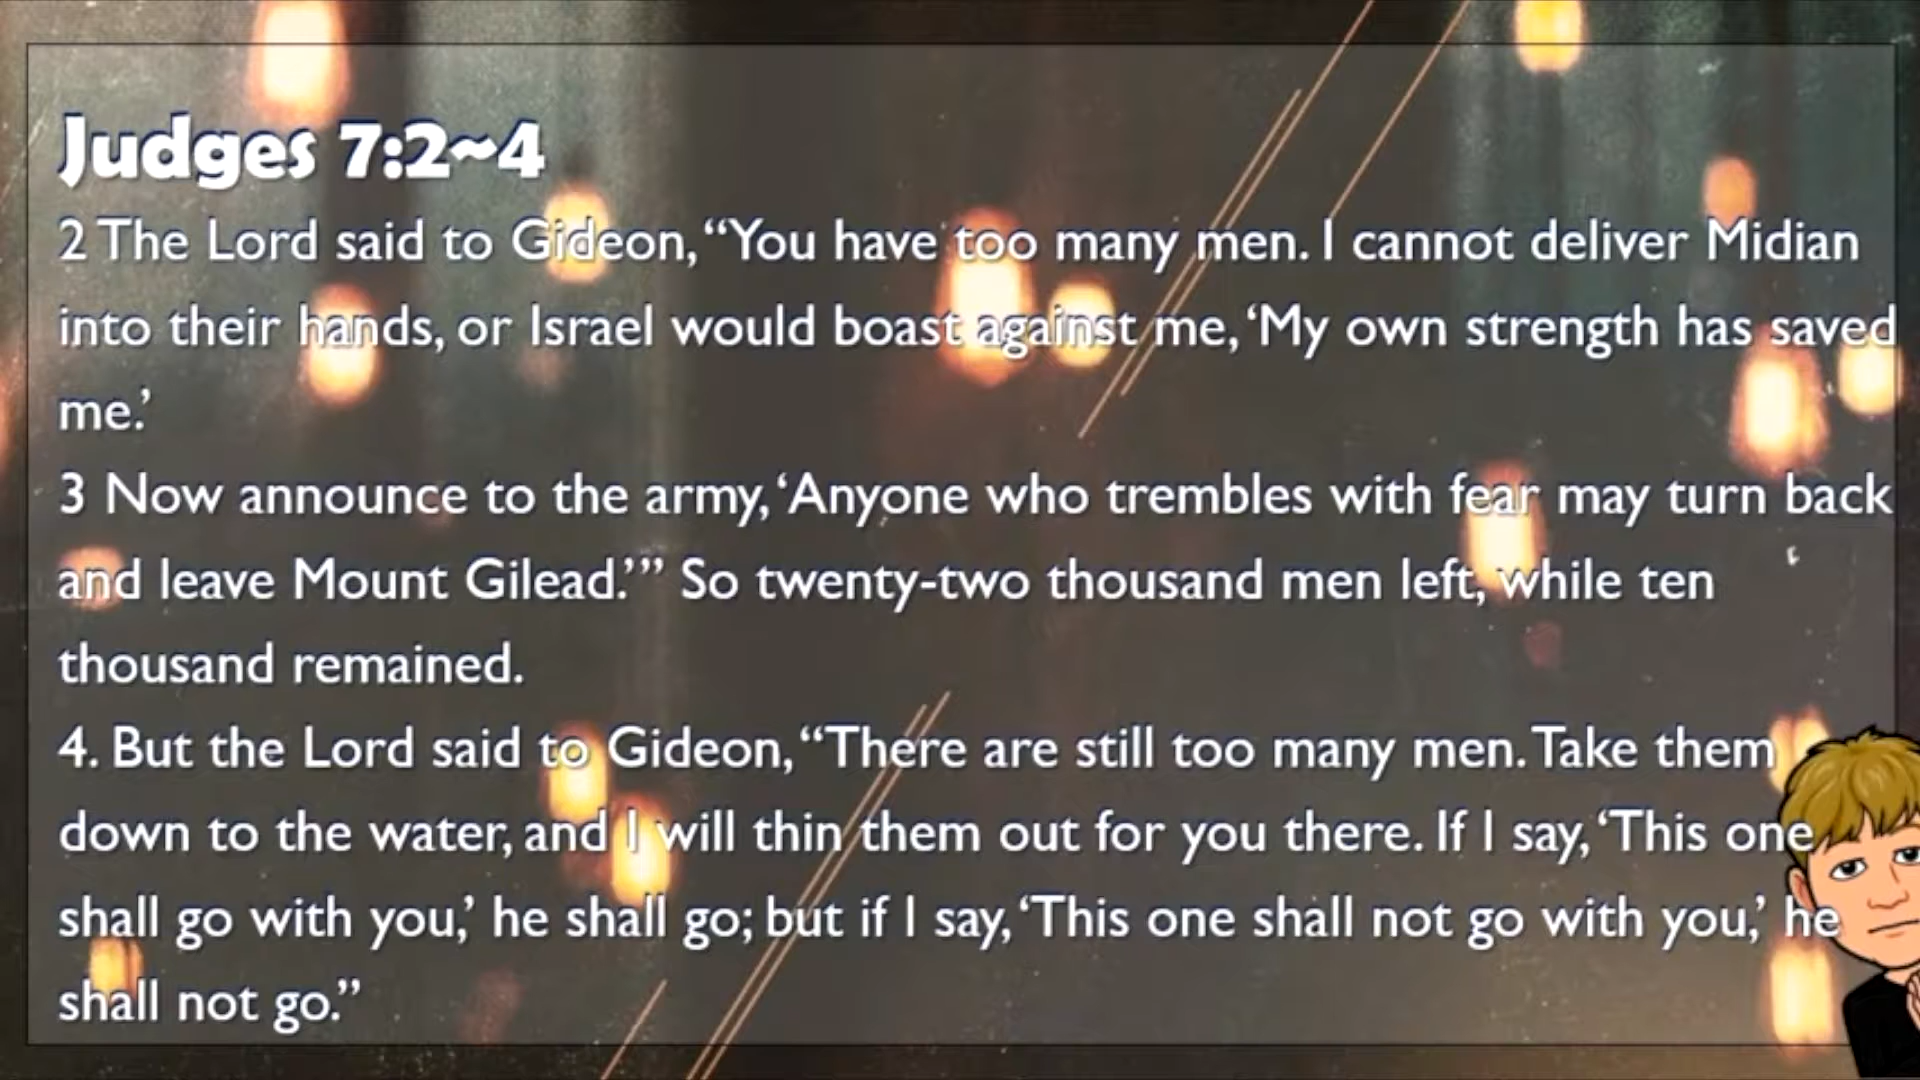 Judges 7:2~4
2 The Lord said to Gideon, “You have too many men. I cannot deliver Midian
into their hands, or Israel would boast against me, ‘My own strength has saved
me.’
3 Now announce to the army, ‘Anyone who trembles with fear may turn back
and leave Mount Gilead.’” So twenty-two thousand men left, while ten
thousand remained.
4. But the Lord said to Gideon, “There are still too many men. Take them
down to the water, and I will thin them out for you there. If I say, ‘This one
shall go with you,’ he shall go; but if I say, ‘This one shall not go with you,’ he
shall not go.”